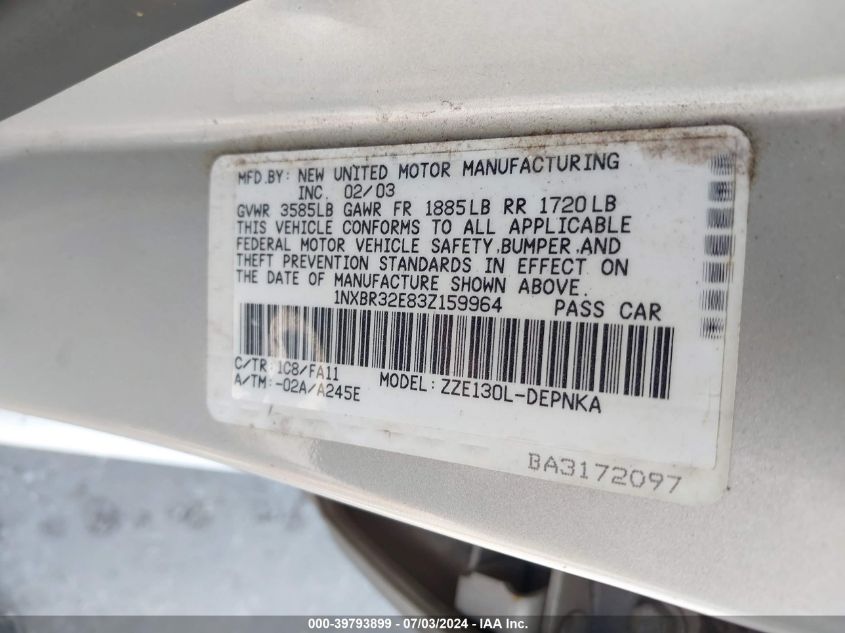 MFD.BY: NEW UNITED MOTOR MANUFACTURING
INC. 02/03
GVWR 3585LB GAWR FR 1885LB RR 1720LB
THIS VEHICLE CONFORMS TO ALL APPLICABLE
FEDERAL MOTOR VEHICLE SAFETY,BUMPER,AND
THEFT PREVENTION STANDARDS IN EFFECT ON
THE DATE OF MANUFACTURE SHOWN ABOVE.
1NXBR32E83Z159964 PASS CAR
C/TR:1C8/FA11
A/TM:-02A/A245E MODEL: ZZE130L-DEPNKA
BA3172097
000-39793899 / 07/03/2024 - IAA Inc.